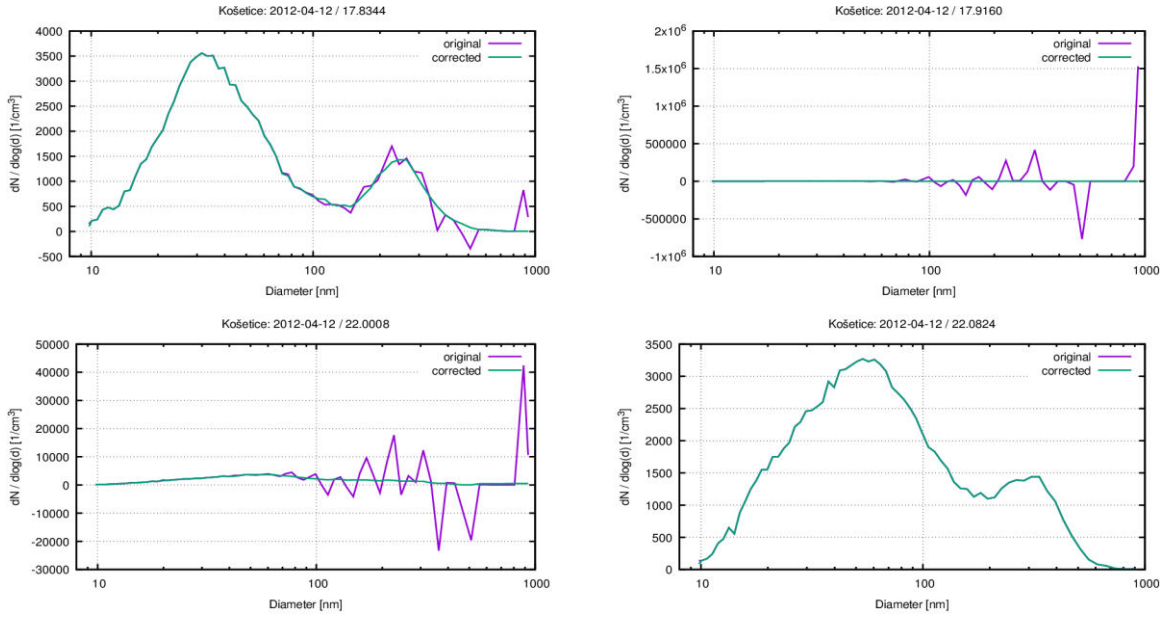 Košetice: 2012-04-12 / 17.8344
4000
3500
3000
2500
2000
1500
1000
500
0
-500
dN / dlog(d) [1/cm³]
original
corrected
10
100
1000
Diameter [nm]
Košetice: 2012-04-12 / 17.9160
2x10⁶
1.5x10⁶
1x10⁶
500000
0
-500000
-1x10⁶
dN / dlog(d) [1/cm³]
original
corrected
10
100
1000
Diameter [nm]
Košetice: 2012-04-12 / 22.0008
50000
40000
30000
20000
10000
0
-10000
-20000
-30000
dN / dlog(d) [1/cm³]
original
corrected
10
100
1000
Diameter [nm]
Košetice: 2012-04-12 / 22.0824
3500
3000
2500
2000
1500
1000
500
0
dN / dlog(d) [1/cm³]
original
corrected
10
100
1000
Diameter [nm]